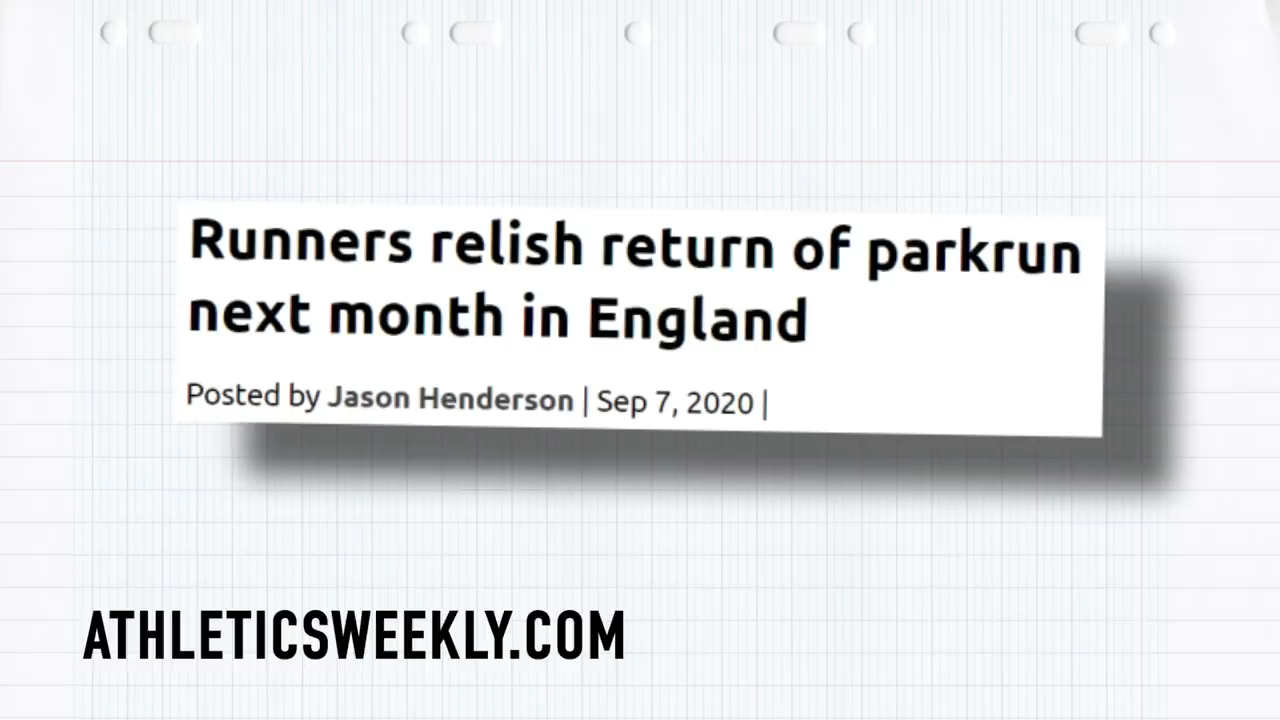 Runners relish return of parkrun
next month in England
Posted by Jason Henderson | Sep 7, 2020 |
ATHLETICSWEEKLY.COM